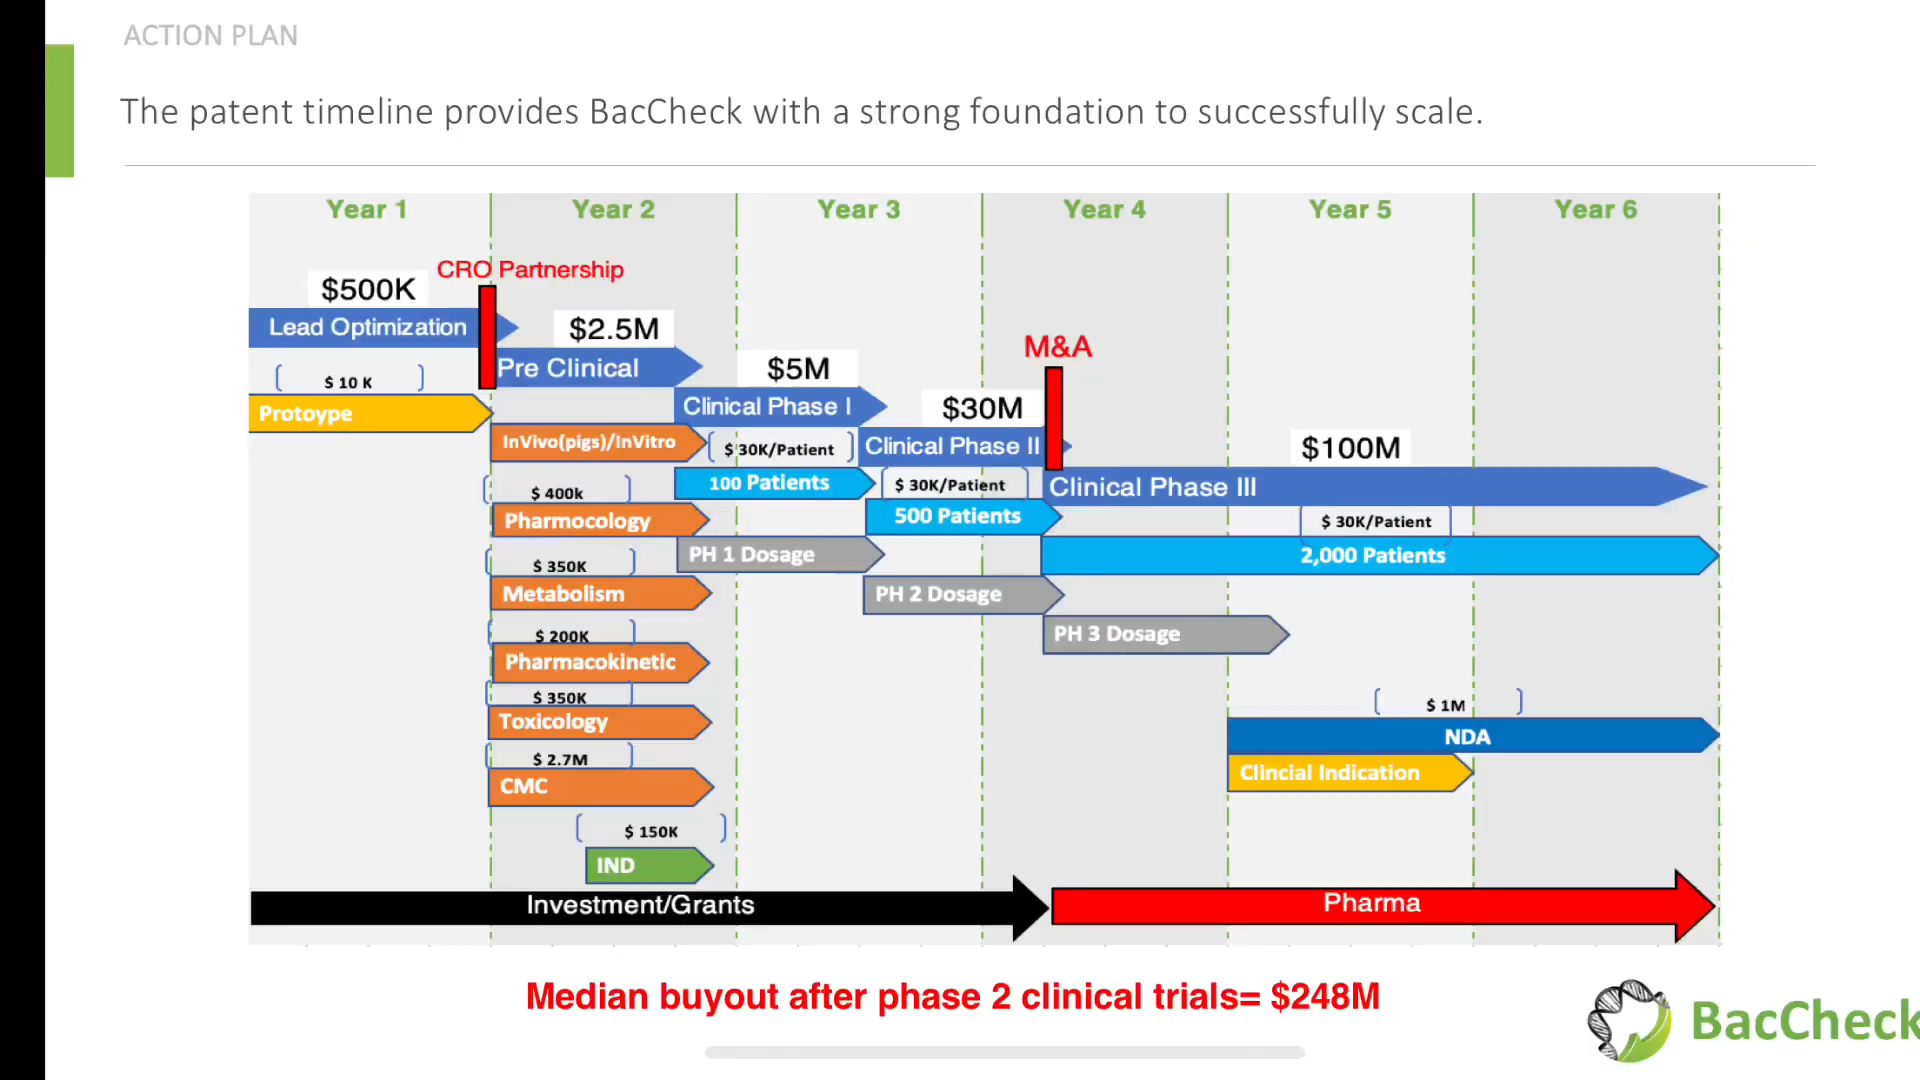 ACTION PLAN
The patent timeline provides BacCheck with a strong foundation to successfully scale.
Year 1 Year 2 Year 3 Year 4 Year 5 Year 6
CRO Partnership
$500K
Lead Optimization
$2.5M
M&A
Pre Clinical
$5M
$ 10 K
Protoype
Clinical Phase I
$30M
InVivo(pigs)/InVitro
$ 30K/Patient
Clinical Phase II
$100M
100 Patients
$ 30K/Patient
Clinical Phase III
$ 400k
Pharmocology
500 Patients
$ 30K/Patient
PH 1 Dosage
2,000 Patients
$ 350K
Metabolism
PH 2 Dosage
$ 200K
PH 3 Dosage
Pharmacokinetic
$ 350K
Toxicology
$ 1M
NDA
$ 2.7M
CMC
Clincial Indication
$ 150K
IND
Investment/Grants
Pharma
Median buyout after phase 2 clinical trials= $248M
BacCheck